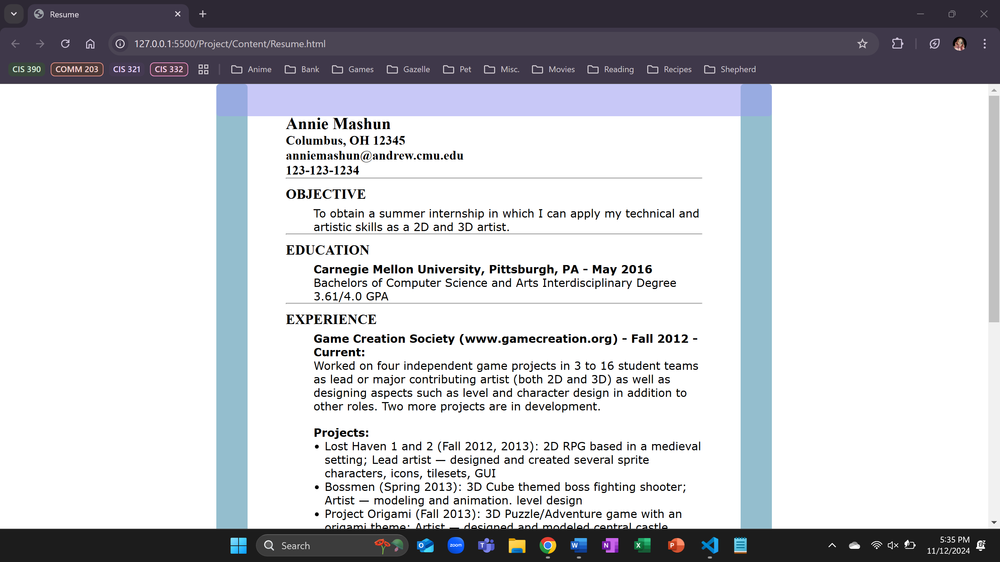 Resume
127.0.0.1:5500/Project/Content/Resume.html
CIS 390 COMM 203 CIS 321 CIS 332 Anime Bank Games Gazelle Pet Misc. Movies Reading Recipes Shepherd
Annie Mashun
Columbus, OH 12345
anniemashun@andrew.cmu.edu
123-123-1234
OBJECTIVE
To obtain a summer internship in which I can apply my technical and
artistic skills as a 2D and 3D artist.
EDUCATION
Carnegie Mellon University, Pittsburgh, PA - May 2016
Bachelors of Computer Science and Arts Interdisciplinary Degree
3.61/4.0 GPA
EXPERIENCE
Game Creation Society (www.gamecreation.org) - Fall 2012 -
Current:
Worked on four independent game projects in 3 to 16 student teams
as lead or major contributing artist (both 2D and 3D) as well as
designing aspects such as level and character design in addition to
other roles. Two more projects are in development.
Projects:
• Lost Haven 1 and 2 (Fall 2012, 2013): 2D RPG based in a medieval
setting; Lead artist — designed and created several sprite
characters, icons, tilesets, GUI
• Bossmen (Spring 2013): 3D Cube themed boss fighting shooter;
Artist — modeling and animation. level design
• Project Origami (Fall 2013): 3D Puzzle/Adventure game with an
origami theme; Artist — designed and modeled central castle
Search
O
zoom
T
W
N
X
P
5:35 PM
11/12/2024